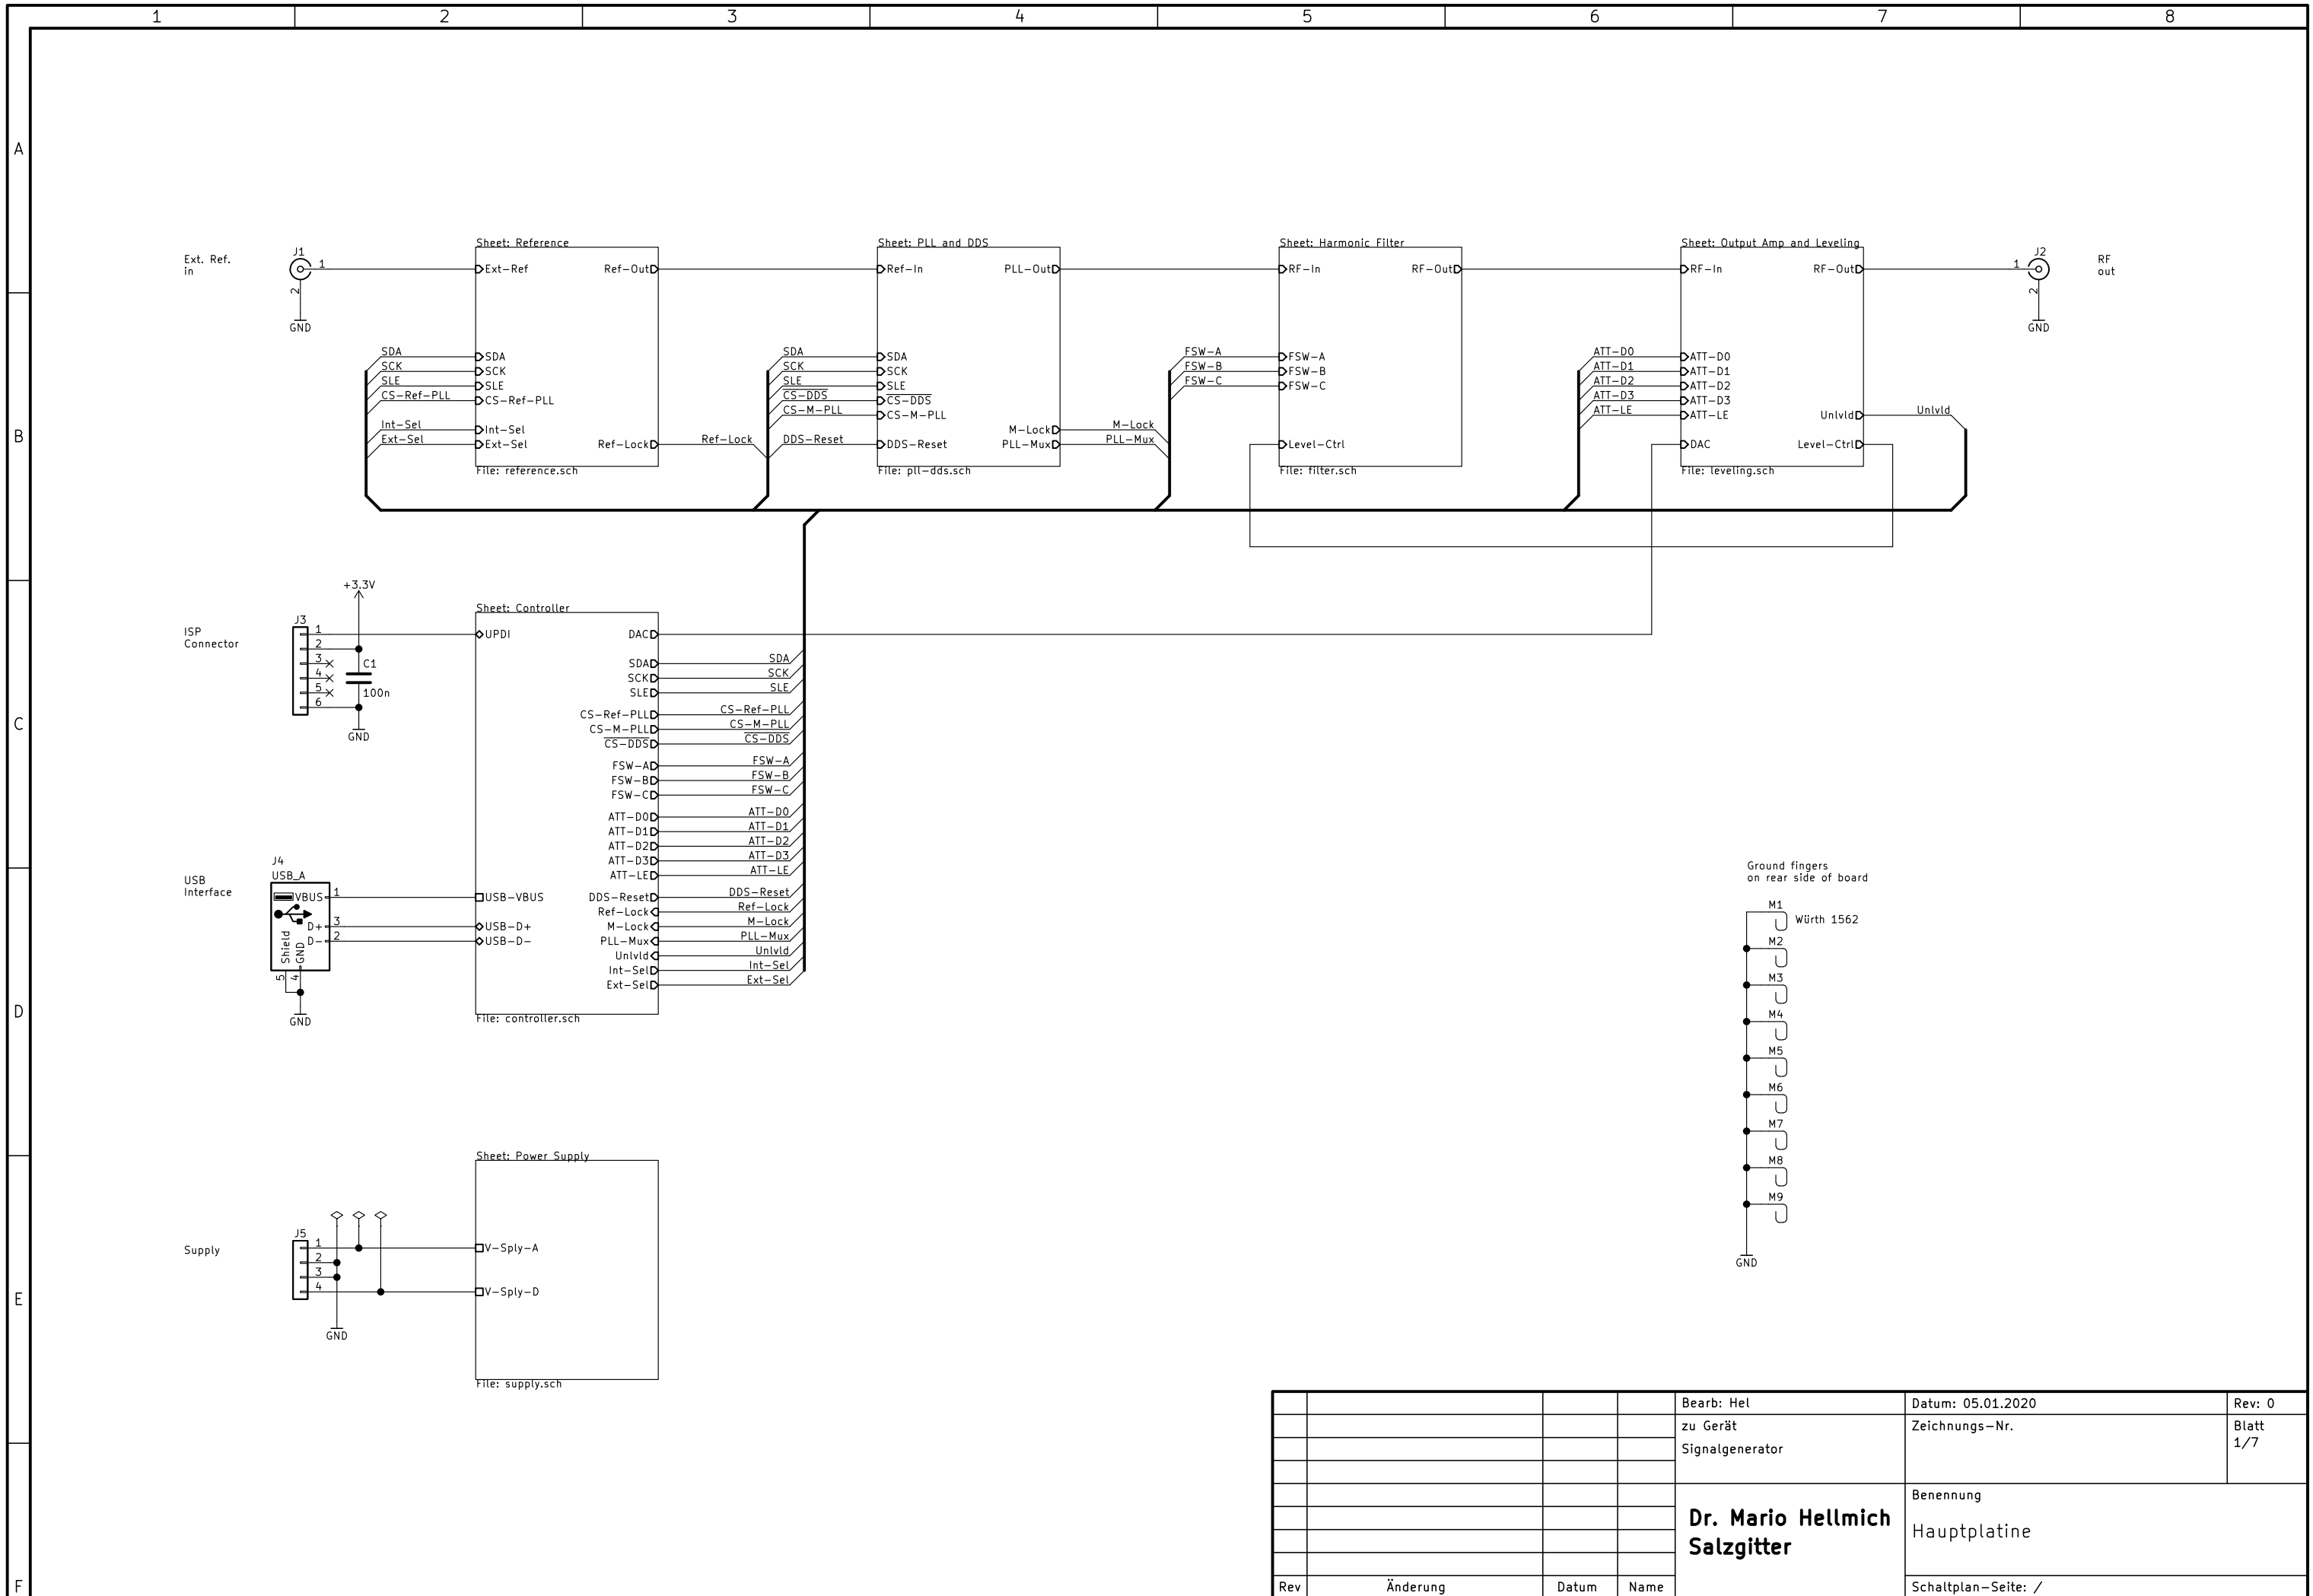 1 2 3 4 5 6 7 8
A
B
C
D
E
F
Ext. Ref.
in
J1
1
2
GND
Sheet: Reference
Ext-Ref Ref-Out
SDA SDA
SCK SCK
SLE SLE
CS-Ref-PLL CS-Ref-PLL
Int-Sel Int-Sel
Ext-Sel Ext-Sel Ref-Lock Ref-Lock
File: reference.sch
Sheet: PLL and DDS
Ref-In PLL-Out
SDA SDA
SCK SCK
SLE SLE
CS-DDS CS-DDS
CS-M-PLL CS-M-PLL
M-Lock M-Lock
DDS-Reset DDS-Reset PLL-Mux PLL-Mux
File: pll-dds.sch
Sheet: Harmonic Filter
RF-In RF-Out
FSW-A FSW-A
FSW-B FSW-B
FSW-C FSW-C
Level-Ctrl
File: filter.sch
Sheet: Output Amp and Leveling
RF-In RF-Out
ATT-D0 ATT-D0
ATT-D1 ATT-D1
ATT-D2 ATT-D2
ATT-D3 ATT-D3
ATT-LE ATT-LE Unlvld Unlvld
DAC Level-Ctrl
File: leveling.sch
J2
1
2
GND
RF
out
ISP
Connector
+3.3V
J3
1
2
3
4
5
6
C1
100n
GND
Sheet: Controller
UPDI DAC
SDA SDA
SCK SCK
SLE SLE
CS-Ref-PLL CS-Ref-PLL
CS-M-PLL CS-M-PLL
CS-DDS CS-DDS
FSW-A FSW-A
FSW-B FSW-B
FSW-C FSW-C
ATT-D0 ATT-D0
ATT-D1 ATT-D1
ATT-D2 ATT-D2
ATT-D3 ATT-D3
ATT-LE ATT-LE
USB-VBUS DDS-Reset DDS-Reset
Ref-Lock Ref-Lock
USB-D+ M-Lock M-Lock
USB-D- PLL-Mux PLL-Mux
Unlvld Unlvld
Int-Sel Int-Sel
Ext-Sel Ext-Sel
File: controller.sch
USB
Interface
J4
USB_A
VBUS 1
D+ 3
D- 2
Shield
GND
5
4
GND
Ground fingers
on rear side of board
M1
Würth 1562
M2
M3
M4
M5
M6
M7
M8
M9
GND
Supply
J5
1
2
3
4
GND
Sheet: Power Supply
V-Sply-A
V-Sply-D
File: supply.sch
Bearb: Hel
Datum: 05.01.2020
Rev: 0
zu Gerät
Signalgenerator
Zeichnungs-Nr.
Blatt
1/7
Dr. Mario Hellmich
Salzgitter
Benennung
Hauptplatine
Rev Änderung Datum Name
Schaltplan-Seite: /